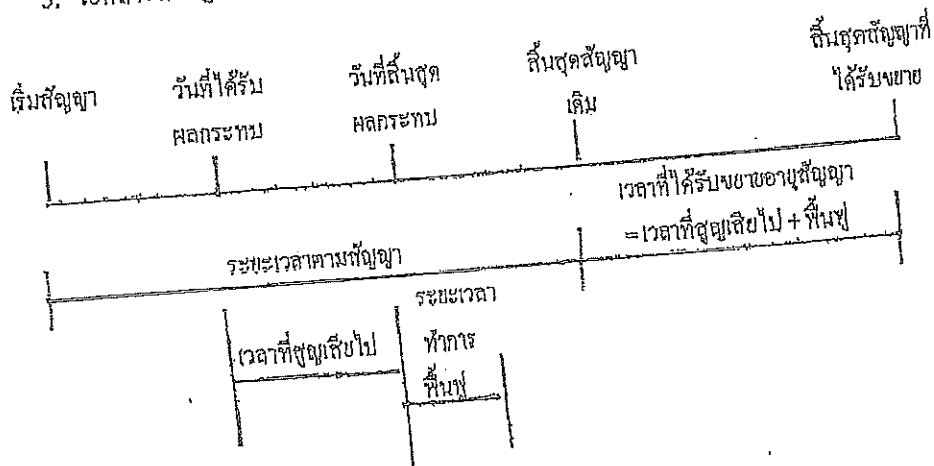 เริ่มสัญญา
วันที่ได้รับ
ผลกระทบ
วันที่สิ้นสุด
ผลกระทบ
สิ้นสุดสัญญา
เดิม
สิ้นสุดสัญญาที่
ได้รับขยาย
เวลาที่ได้รับขยายอายุสัญญา
=เวลาที่สูญเสียไป + ฟื้นฟู
ระยะเวลาตามสัญญา
เวลาที่สูญเสียไป
ระยะเวลา
ทำการ
ฟื้นฟู